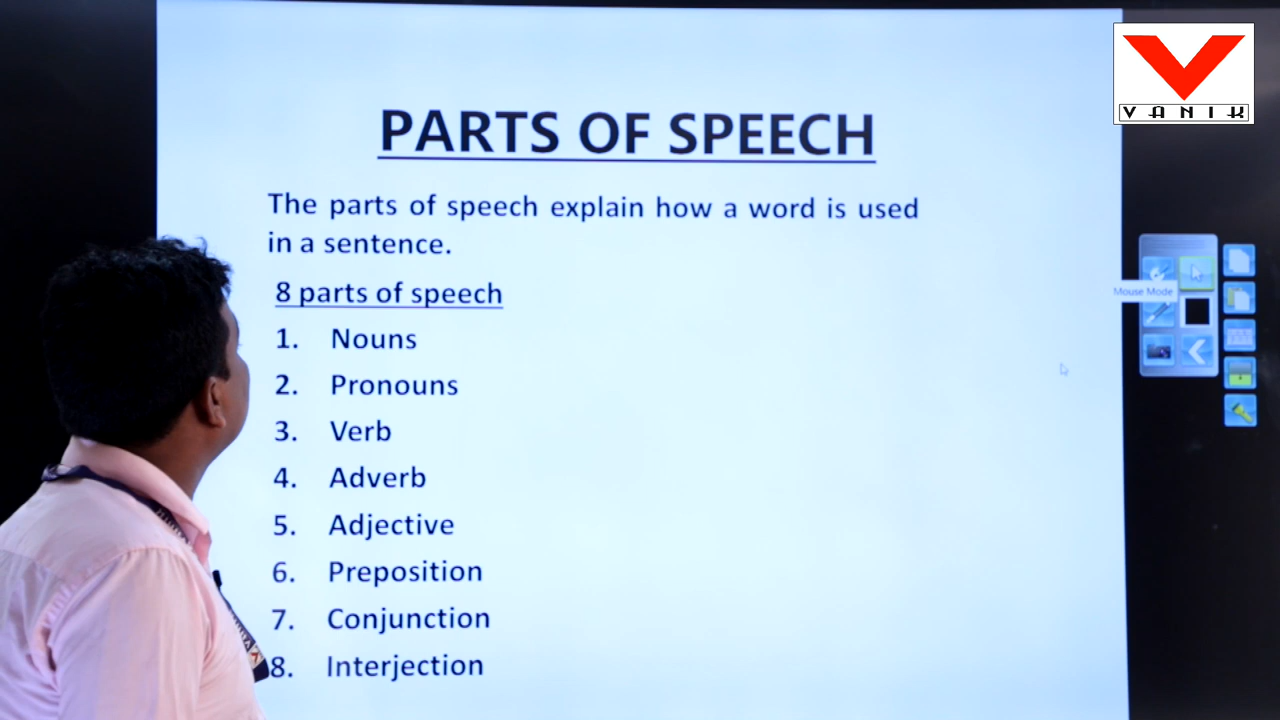 PARTS OF SPEECH
The parts of speech explain how a word is used
in a sentence.
8 parts of speech
1. Nouns
2. Pronouns
3. Verb
4. Adverb
5. Adjective
6. Preposition
7. Conjunction
8. Interjection
VANIK
Mouse Mode